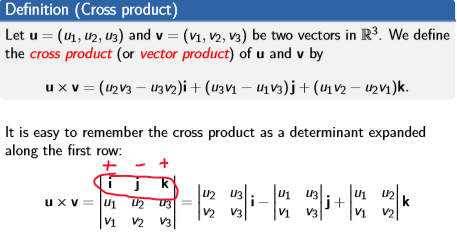 Definition (Cross product)
Let u = (u₁, u₂, u₃) and v = (v₁, v₂, v₃) be two vectors in ℝ³. We define
the cross product (or vector product) of u and v by
u × v = (u₂v₃ − u₃v₂)i + (u₃v₁ − u₁v₃)j + (u₁v₂ − u₂v₁)k.
It is easy to remember the cross product as a determinant expanded
along the first row:
+ − +
u × v = |i j k; u₁ u₂ u₃; v₁ v₂ v₃| = |u₂ u₃; v₂ v₃| i − |u₁ u₃; v₁ v₃| j + |u₁ u₂; v₁ v₂| k